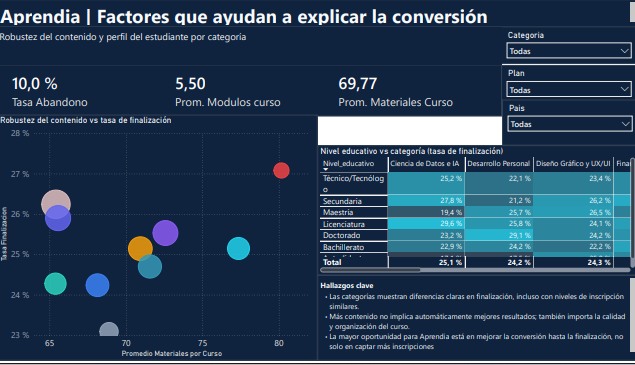 Aprendia | Factores que ayudan a explicar la conversión
Robustez del contenido y perfil del estudiante por categoria
Categoria
Todas
Plan
Todas
Pais
Todas
10,0 %
Tasa Abandono
5,50
Prom. Modulos curso
69,77
Prom. Materiales Curso
Robustez del contenido vs tasa de finalización
28 %
27 %
26 %
25 %
24 %
23 %
Tasa Finalizacion
65 70 75 80
Promedio Materiales por Curso
Nivel educativo vs categoría (tasa de finalización)
Nivel_educativo Ciencia de Datos e IA Desarrollo Personal Diseño Gráfico y UX/UI
Técnico/Tecnólog
o 25,2 % 22,1 % 23,4 %
Secundaria 27,8 % 21,2 % 26,2 %
Maestria 19,4 % 25,7 % 26,5 %
Licenciatura 29,6 % 25,8 % 24,1 %
Doctorado 23,2 % 29,1 % 24,2 %
Bachillerato 22,9 % 24,2 % 22,2 %
Total 25,1 % 24,2 % 24,3 %
Hallazgos clave
• Las categorías muestran diferencias claras en finalización, incluso con niveles de inscripción
similares.
• Más contenido no implica automáticamente mejores resultados; también importa la calidad
y organización del curso.
• La mayor oportunidad para Aprendia está en mejorar la conversión hasta la finalización, no
solo en captar más inscripciones